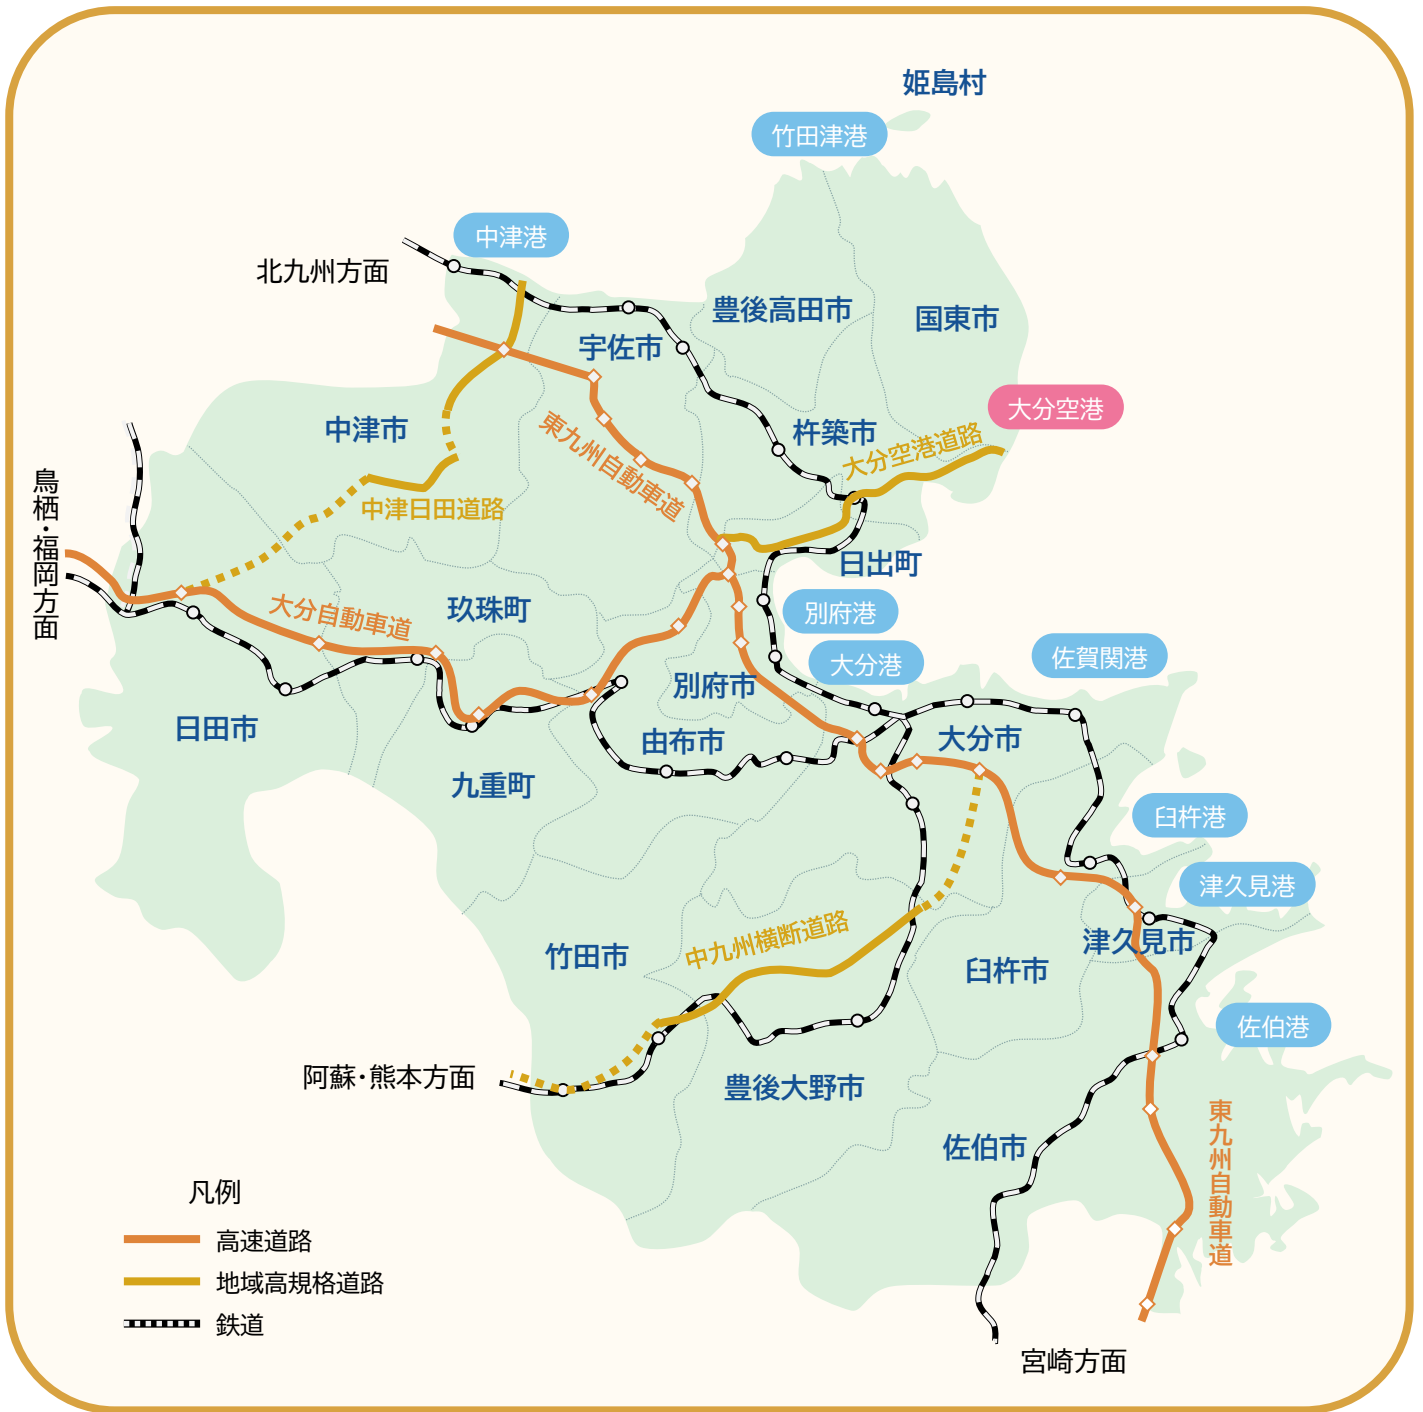 姫島村
竹田津港
中津港
北九州方面
豊後高田市
国東市
宇佐市
大分空港
中津市
杵築市
大分空港道路
東九州自動車道
中津日田道路
鳥栖・福岡方面
日出町
大分自動車道
玖珠町
別府港
大分港
佐賀関港
別府市
日田市
由布市
大分市
九重町
臼杵港
津久見港
中九州横断道路
津久見市
竹田市
臼杵市
佐伯港
阿蘇・熊本方面
豊後大野市
佐伯市
東九州自動車道
凡例
高速道路
地域高規格道路
鉄道
宮崎方面